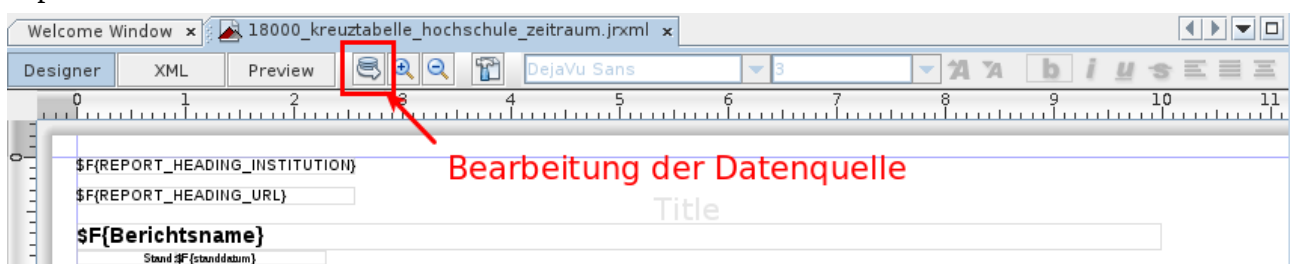 Welcome Window x 18000_kreuztabelle_hochschule_zeitraum.jrxml x
Designer XML Preview DejaVu Sans 3 A A b i u s
0 1 2 3 4 5 6 7 8 9 10 11
0
$F{REPORT_HEADING_INSTITUTION}
Bearbeitung der Datenquelle
$F{REPORT_HEADING_URL}
Title
$F{Berichtsname}
Stand:$F{standdatum}